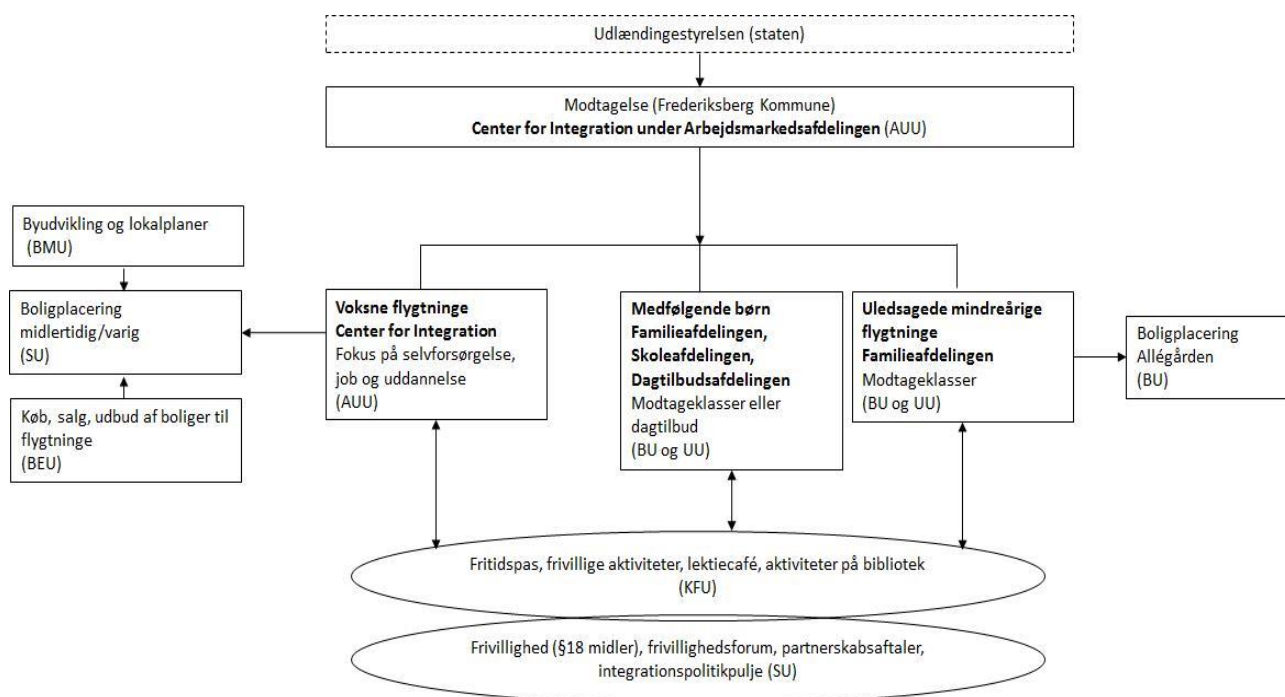 Udlændingestyrelsen (staten)
Modtagelse (Frederiksberg Kommune)
Center for Integration under Arbejdsmarkedsafdelingen (AUU)
Byudvikling og lokalplaner
(BMU)
Boligplacering
midlertidig/varig
(SU)
Køb, salg, udbud af boliger til
flygtninge
(BEU)
Voksne flygtninge
Center for Integration
Fokus på selvforsørgelse,
job og uddannelse
(AUU)
Medfølgende børn
Familieafdelingen,
Skoleafdelingen,
Dagtilbudsafdelingen
Modtageklasser eller
dagtilbud
(BU og UU)
Uledsagede mindreårige
flygtninge
Familieafdelingen
Modtageklasser
(BU og UU)
Boligplacering
Allégården
(BU)
Fritidspas, frivillige aktiviteter, lektiecafé, aktiviteter på bibliotek
(KFU)
Frivillighed (§18 midler), frivillighedsforum, partnerskabsaftaler,
integrationspolitikpulje (SU)